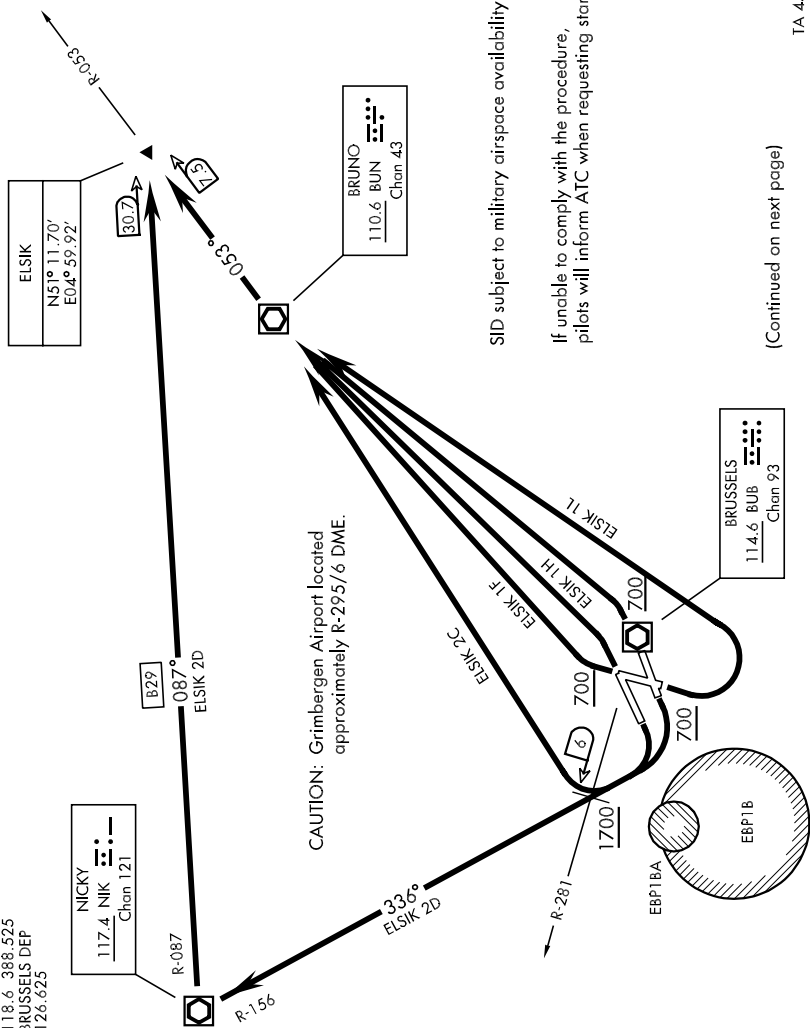 118.6 388.525
BRUSSELS DEP
126.625
NICKY
117.4 NIK
Chan 121
R-087
R-156
B29
087°
ELSIK 2D
336°
ELSIK 2D
ELSIK
N51° 11.70'
E04° 59.92'
30.7
7.5
R-053
053°
BRUNO
110.6 BUN
Chan 43
CAUTION: Grimbergen Airport located
approximately R-295/6 DME.
ELSIK 2C
ELSIK 1F
ELSIK 1H
ELSIK 1L
6
1700
700
700
700
R-281
EBP1BA
EBP1B
BRUSSELS
114.6 BUB
Chan 93
SID subject to military airspace availability
If unable to comply with the procedure,
pilots will inform ATC when requesting
(Continued on next page)
TA